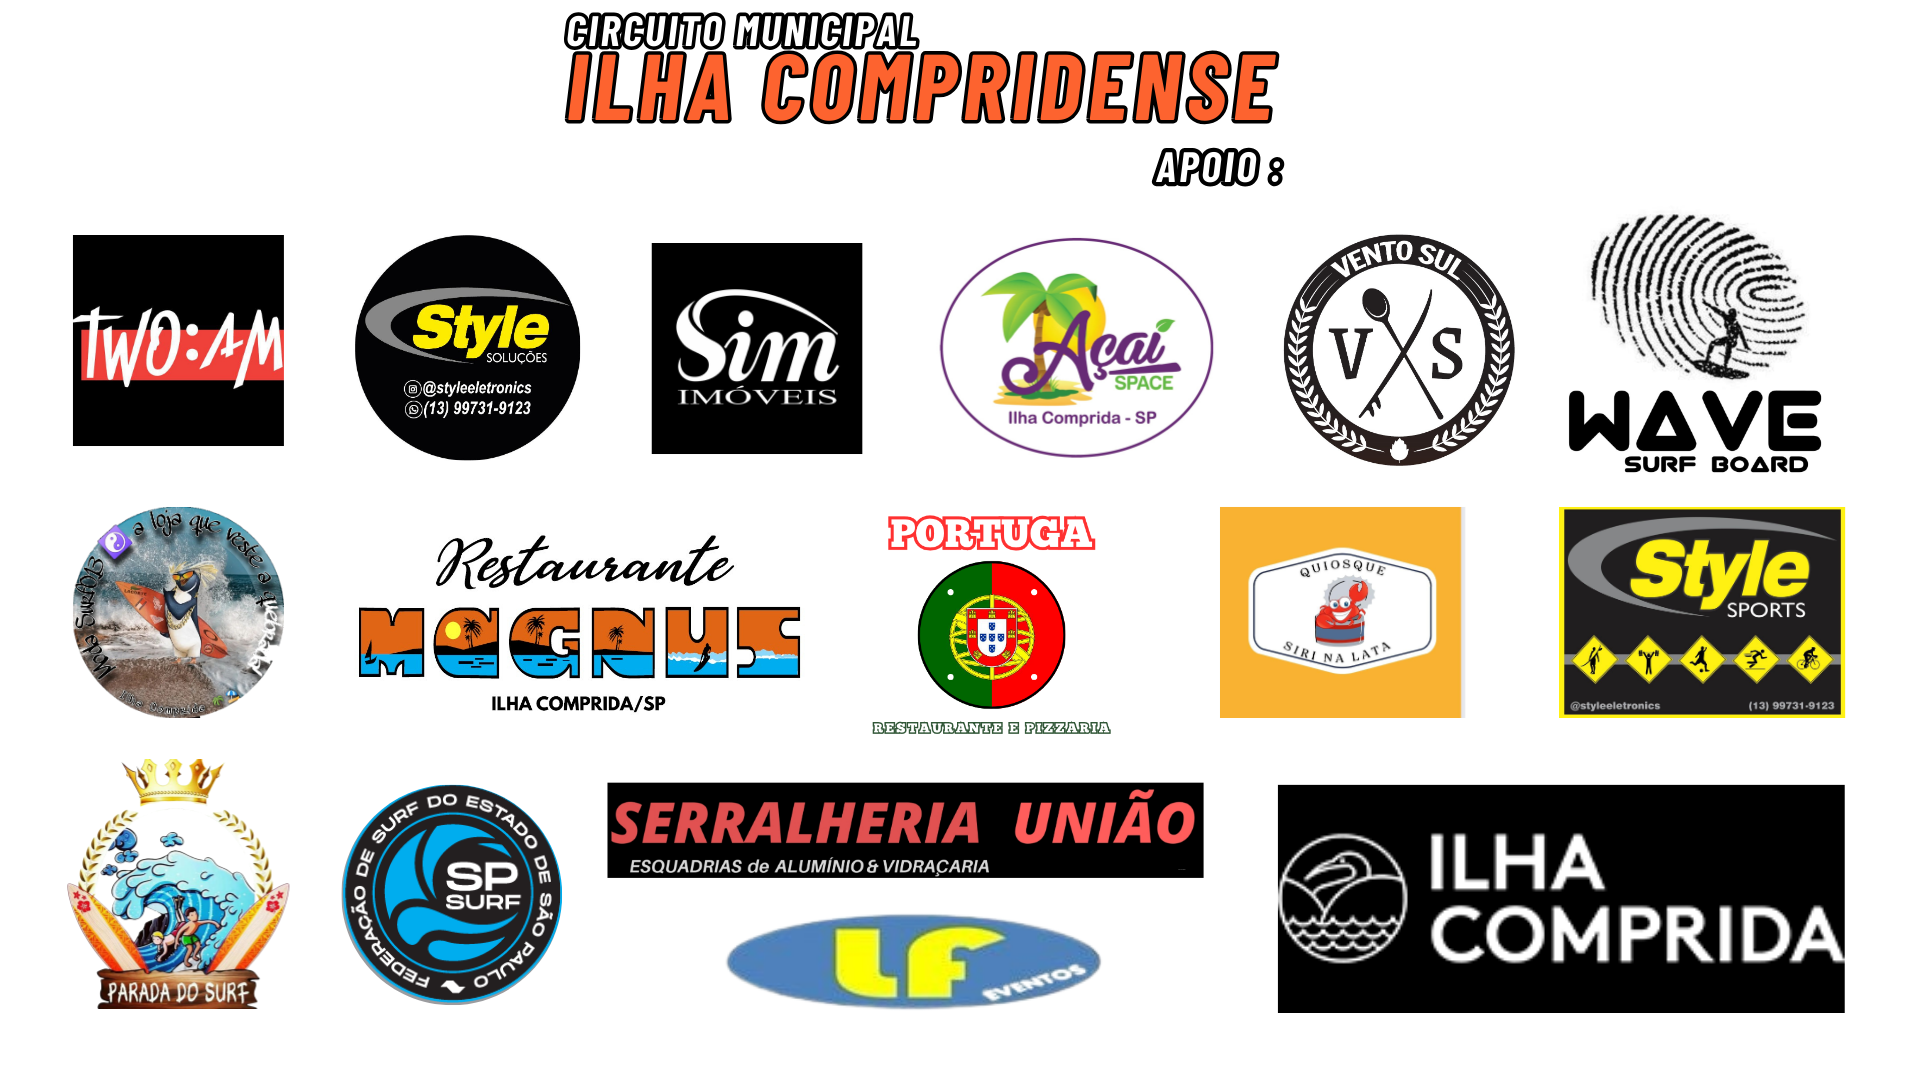 CIRCUITO MUNICIPAL
ILHA COMPRIDENSE
APOIO :
TWO:AM
Style
SOLUÇÕES
@styleeletronics
(13) 99731-9123
Sim
IMÓVEIS
Açaí
SPACE
Ilha Comprida - SP
VENTO SUL
V S
WAVE
SURF BOARD
Moda Surf013 a loja que veste a galera
Restaurante
MAGNUS
ILHA COMPRIDA/SP
PORTUGA
RESTAURANTE E PIZZARIA
QUIOSQUE
SIRI NA LATA
Style
SPORTS
@styleeletronics (13) 99731-9123
PARADA DO SURF
FEDERAÇÃO DE SURF DO ESTADO DE SÃO PAULO
SP
SURF
SERRALHERIA UNIÃO
ESQUADRIAS de ALUMÍNIO & VIDRAÇARIA
LF
EVENTOS
ILHA
COMPRIDA